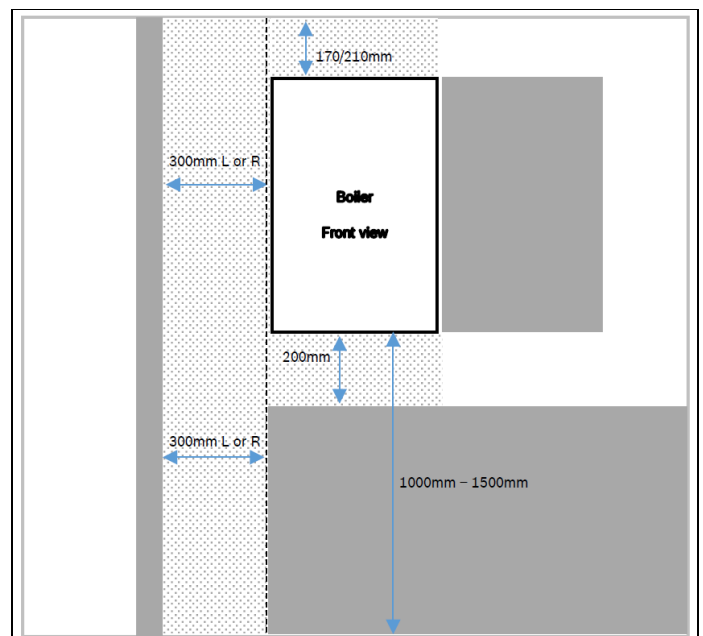 170/210mm
300mm L or R
Boiler
Front view
200mm
300mm L or R
1000mm – 1500mm